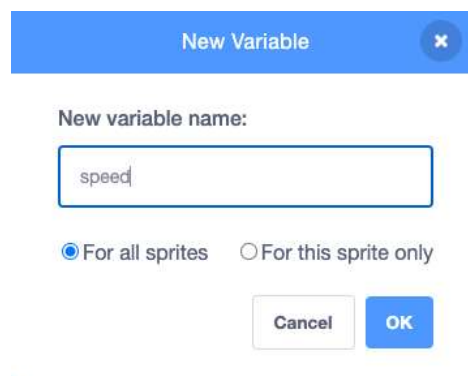 New Variable
New variable name:
speed
For all sprites For this sprite only
Cancel OK